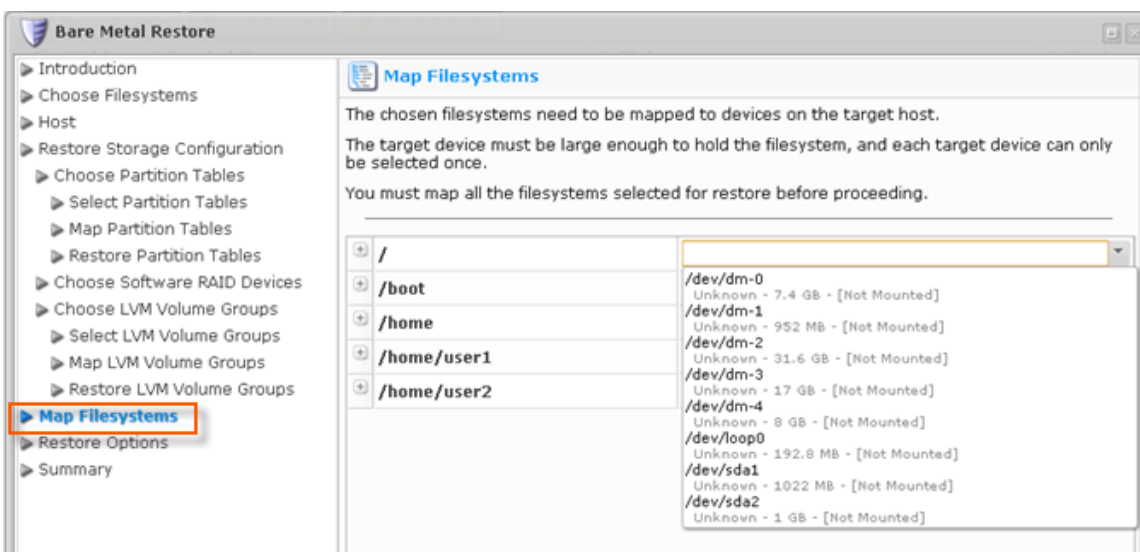 Bare Metal Restore
Introduction
Choose Filesystems
Host
Restore Storage Configuration
Choose Partition Tables
Select Partition Tables
Map Partition Tables
Restore Partition Tables
Choose Software RAID Devices
Choose LVM Volume Groups
Select LVM Volume Groups
Map LVM Volume Groups
Restore LVM Volume Groups
Map Filesystems
Restore Options
Summary
Map Filesystems
The chosen filesystems need to be mapped to devices on the target host.
The target device must be large enough to hold the filesystem, and each target device can only
be selected once.
You must map all the filesystems selected for restore before proceeding.
/
/boot
/home
/home/user1
/home/user2
/dev/dm-0
Unknown - 7.4 GB - [Not Mounted]
/dev/dm-1
Unknown - 952 MB - [Not Mounted]
/dev/dm-2
Unknown - 31.6 GB - [Not Mounted]
/dev/dm-3
Unknown - 17 GB - [Not Mounted]
/dev/dm-4
Unknown - 8 GB - [Not Mounted]
/dev/loop0
Unknown - 192.8 MB - [Not Mounted]
/dev/sda1
Unknown - 1022 MB - [Not Mounted]
/dev/sda2
Unknown - 1 GB - [Not Mounted]